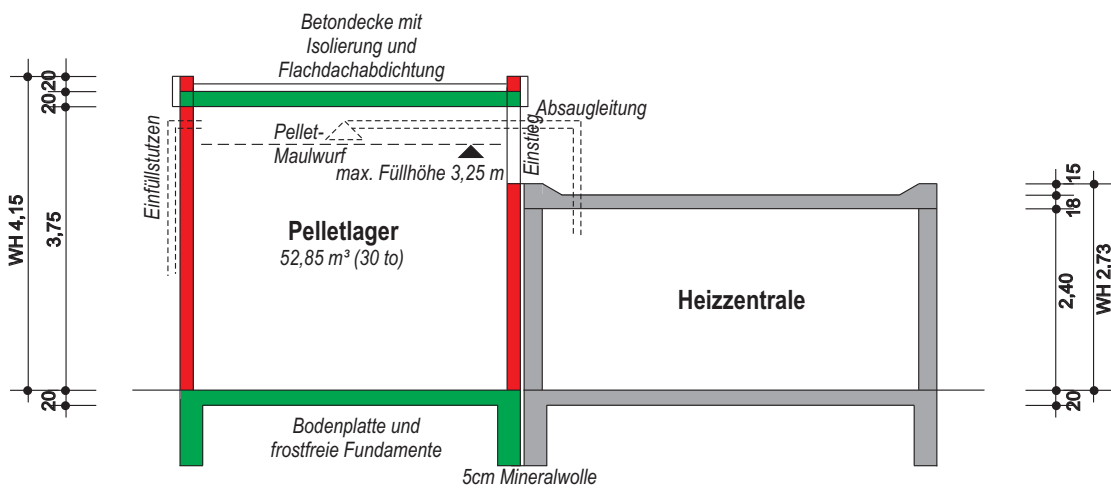 Betondecke mit
Isolierung und
Flachdachabdichtung
Absaugleitung
Pellet-
Maulwurf
max. Füllhöhe 3,25 m
Einstieg
Einfüllstutzen
Pelletlager
52,85 m³ (30 to)
Heizzentrale
Bodenplatte und
frostfreie Fundamente
5cm Mineralwolle
WH 4,15
20
20
3,75
20
15
18
2,40
WH 2.73
20